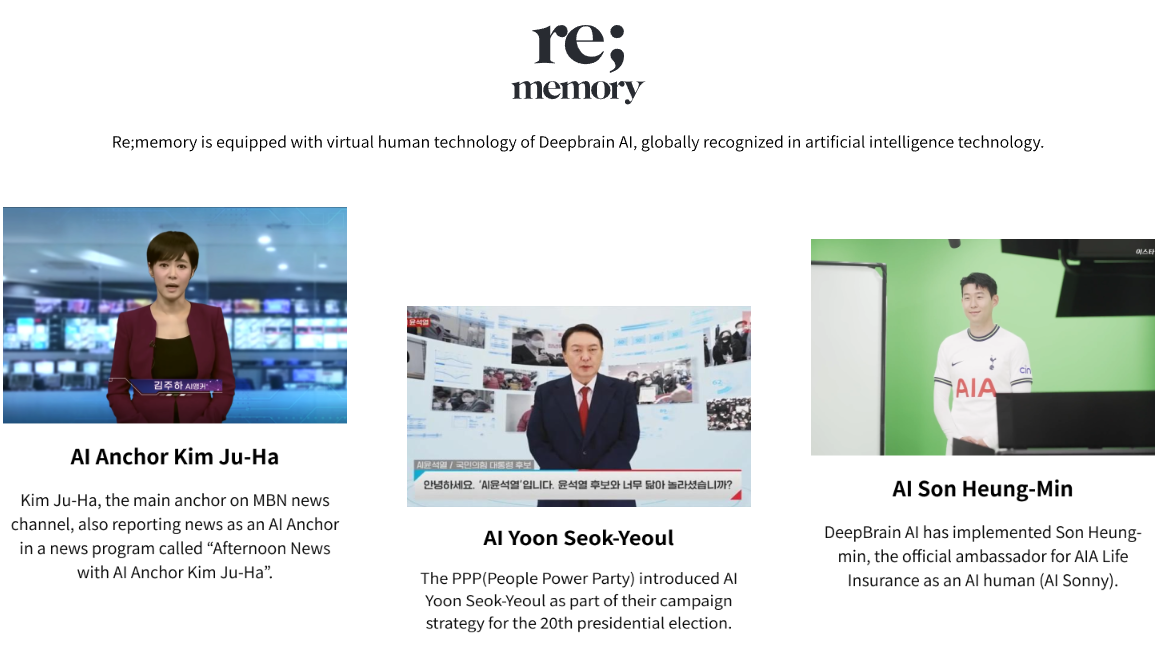 re;
memory
Re;memory is equipped with virtual human technology of Deepbrain AI, globally recognized in artificial intelligence technology.
김주하 AI앵커
AI Anchor Kim Ju-Ha
Kim Ju-Ha, the main anchor on MBN news
channel, also reporting news as an AI Anchor
in a news program called “Afternoon News
with AI Anchor Kim Ju-Ha”.
윤석열
AI윤석열 / 국민의힘 대통령 후보
안녕하세요. ‘AI윤석열’입니다. 윤석열 후보와 너무 닮아 놀라셨습니까?
AI Yoon Seok-Yeoul
The PPP(People Power Party) introduced AI
Yoon Seok-Yeoul as part of their campaign
strategy for the 20th presidential election.
AIA
AI Son Heung-Min
DeepBrain AI has implemented Son Heung-
min, the official ambassador for AIA Life
Insurance as an AI human (AI Sonny).